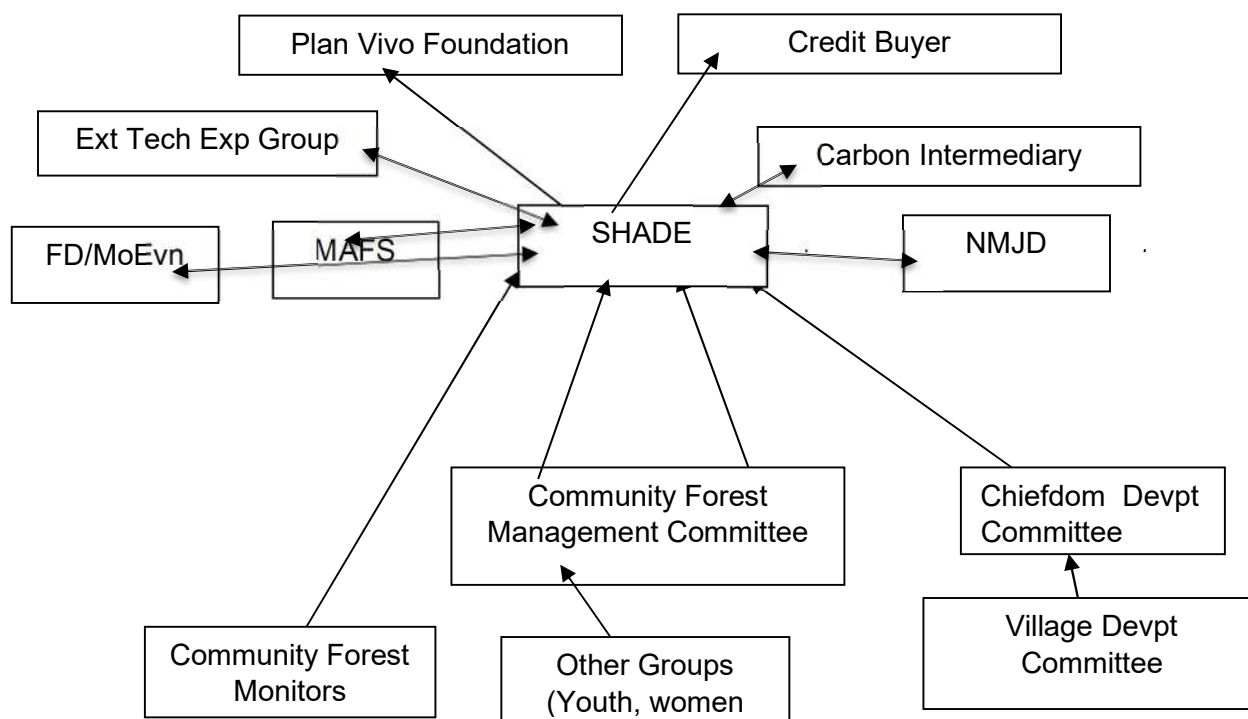 Plan Vivo Foundation
Credit Buyer
Ext Tech Exp Group
Carbon Intermediary
SHADE
FD/MoEvn
MAFS
NMJD
Community Forest
Management Committee
Chiefdom Devpt
Committee
Village Devpt
Committee
Community Forest
Monitors
Other Groups
(Youth, women